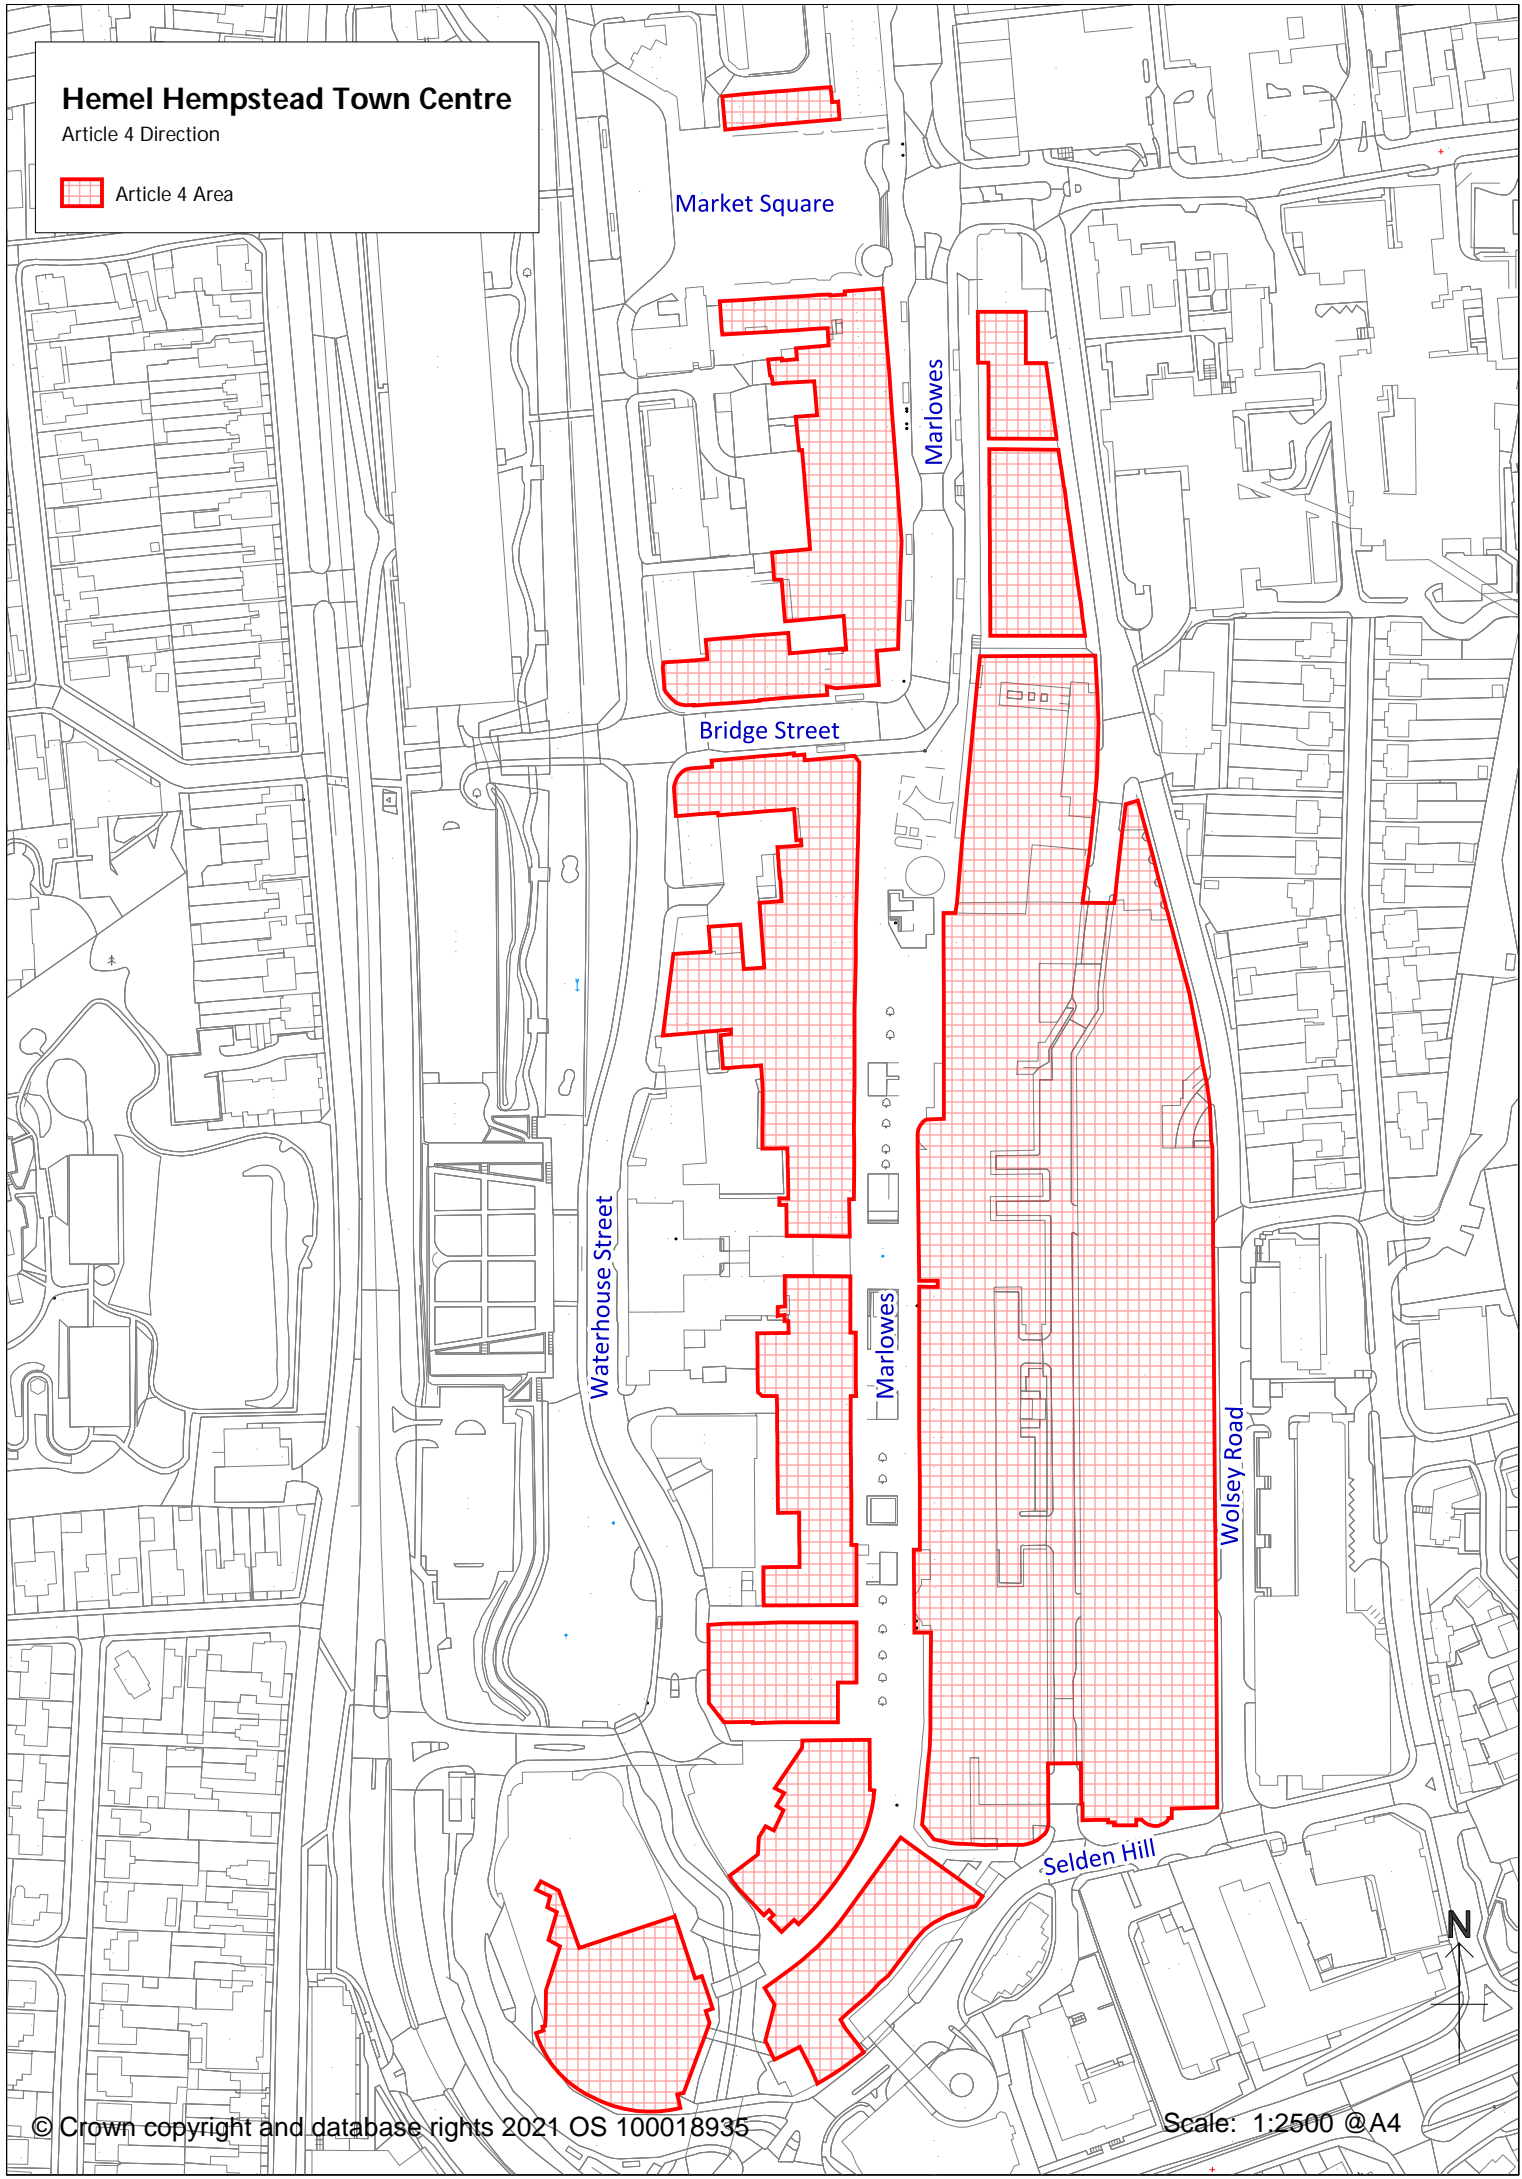 Hemel Hempstead Town Centre
Article 4 Direction
Article 4 Area
Market Square
Marlowes
Bridge Street
Waterhouse Street
Marlowes
Wolsey Road
Selden Hill
N
© Crown copyright and database rights 2021 OS 100018935
Scale: 1:2500 @A4